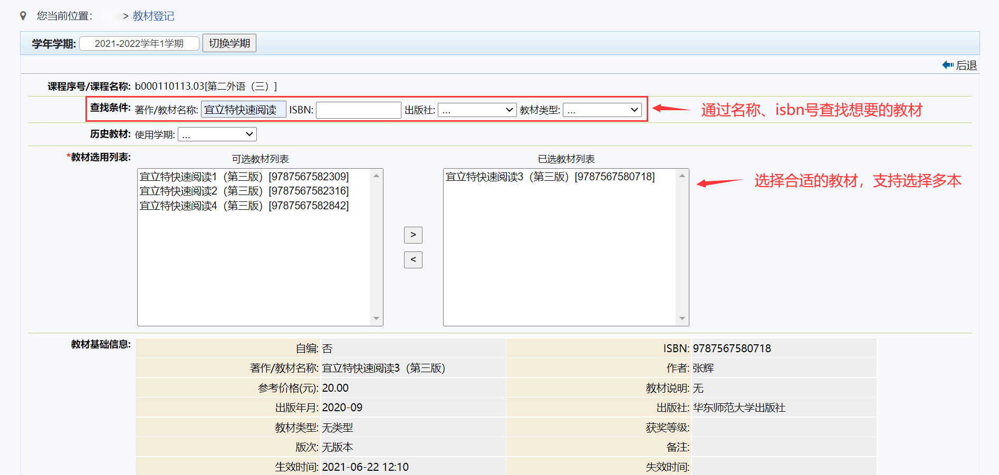 您当前位置: > 教材登记
学年学期: 2021-2022学年1学期 切换学期
后退
课程序号/课程名称: b000110113.03[第二外语（三）]
查找条件: 著作/教材名称: 宜立特快速阅读 ISBN: 出版社: ... 教材类型: ... 通过名称、isbn号查找想要的教材
历史教材: 使用学期: ...
*教材选用列表: 可选教材列表 已选教材列表
宜立特快速阅读1（第三版）[9787567582309] 宜立特快速阅读3（第三版）[9787567580718] 选择合适的教材，支持选择多本
宜立特快速阅读2（第三版）[9787567582316]
宜立特快速阅读4（第三版）[9787567582842]
>
<
教材基础信息: 自编: 否 ISBN: 9787567580718
著作/教材名称: 宜立特快速阅读3（第三版） 作者: 张辉
参考价格(元): 20.00 教材说明: 无
出版年月: 2020-09 出版社: 华东师范大学出版社
教材类型: 无类型 获奖等级:
版次: 无版本 备注:
生效时间: 2021-06-22 12:10 失效时间: